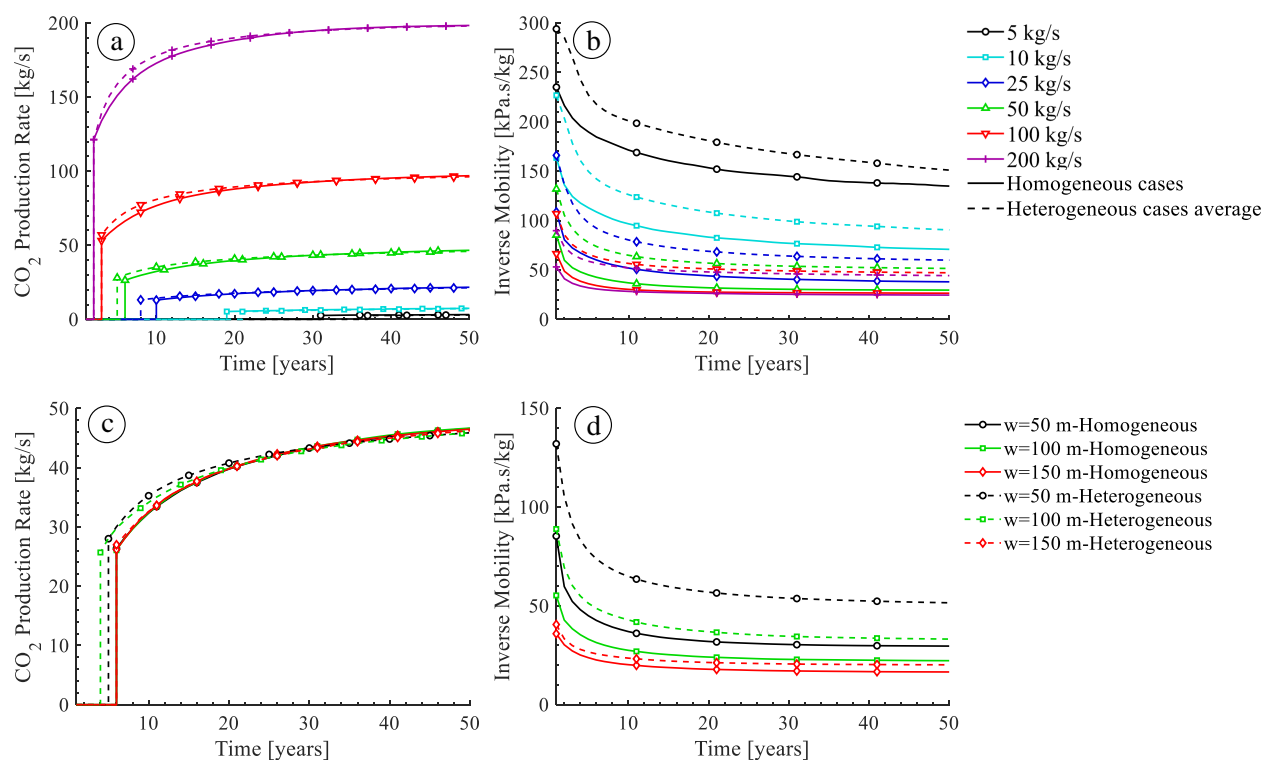 a
CO2 Production Rate [kg/s]
200
150
100
50
0
10 20 30 40 50
Time [years]
b
Inverse Mobility [kPa.s/kg]
300
250
200
150
100
50
0
10 20 30 40 50
Time [years]
5 kg/s
10 kg/s
25 kg/s
50 kg/s
100 kg/s
200 kg/s
Homogeneous cases
Heterogeneous cases average
c
CO2 Production Rate [kg/s]
50
40
30
20
10
0
10 20 30 40 50
Time [years]
d
Inverse Mobility [kPa.s/kg]
150
100
50
0
10 20 30 40 50
Time [years]
w=50 m-Homogeneous
w=100 m-Homogeneous
w=150 m-Homogeneous
w=50 m-Heterogeneous
w=100 m-Heterogeneous
w=150 m-Heterogeneous